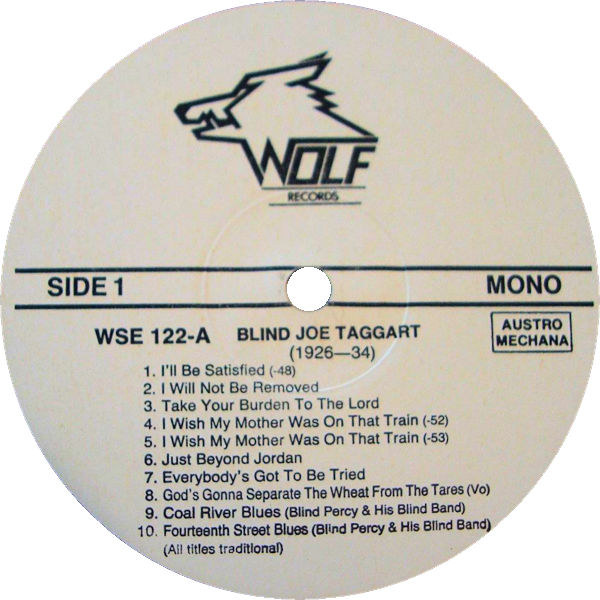 WOLF
RECORDS
SIDE 1 MONO
WSE 122-A BLIND JOE TAGGART
(1926—34)
AUSTRO
MECHANA
1. I'll Be Satisfied (-48)
2. I Will Not Be Removed
3. Take Your Burden To The Lord
4. I Wish My Mother Was On That Train (-52)
5. I Wish My Mother Was On That Train (-53)
6. Just Beyond Jordan
7. Everybody's Got To Be Tried
8. God's Gonna Separate The Wheat From The Tares (Vo)
9. Coal River Blues (Blind Percy & His Blind Band)
10. Fourteenth Street Blues (Blind Percy & His Blind Band)
(All titles traditional)